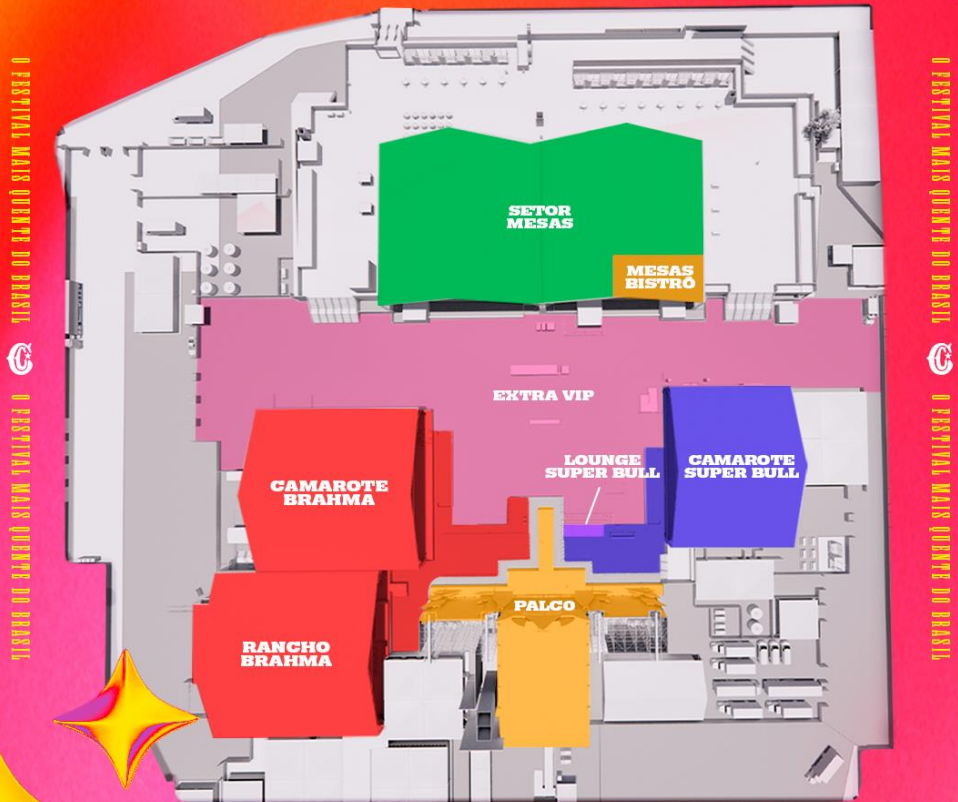 O FESTIVAL MAIS QUENTE DO BRASIL
O FESTIVAL MAIS QUENTE DO BRASIL
SETOR
MESAS
MESAS
BISTRÔ
EXTRA VIP
CAMAROTE
BRAHMA
LOUNGE
SUPER BULL
CAMAROTE
SUPER BULL
PALCO
RANCHO
BRAHMA
O FESTIVAL MAIS QUENTE DO BRASIL
O FESTIVAL MAIS QUENTE DO BRASIL